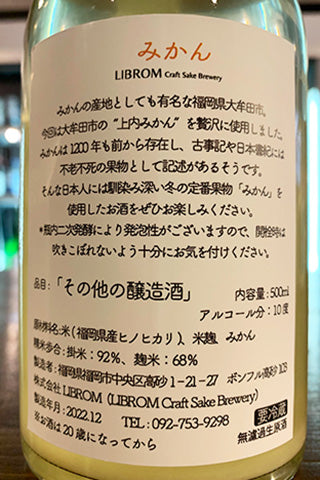 みかん
LIBROM Craft Sake Brewery
みかんの産地としても有名な福岡県大牟田市。
今回は大牟田市の"上内みかん"を贅沢に使用しました。
みかんは1200年も前から存在し、古事記や日本書紀には
不老不死の果物として記述があるそうです。
そんな日本人には馴染み深い冬の定番果物「みかん」を
使用したお酒をぜひお楽しみください。
*瓶内二次発酵により発泡性がございますので、開栓時は
吹きこぼれないよう十分にお気を付けください。
品目:「その他の醸造酒」 内容量:500ml
アルコール分:10度
原材料名:米(福岡県産ヒノヒカリ)、米麹、みかん
精米歩合:掛米:92%、麹米:68%
製造者:福岡県福岡市中央区高砂1-21-27 ボンフル高砂103
株式会社LIBROM (LIBROM Craft Sake Brewery)
製造年月:2022.12 TEL:092-753-9298
要冷蔵
※お酒は20歳になってから 無濾過生原酒